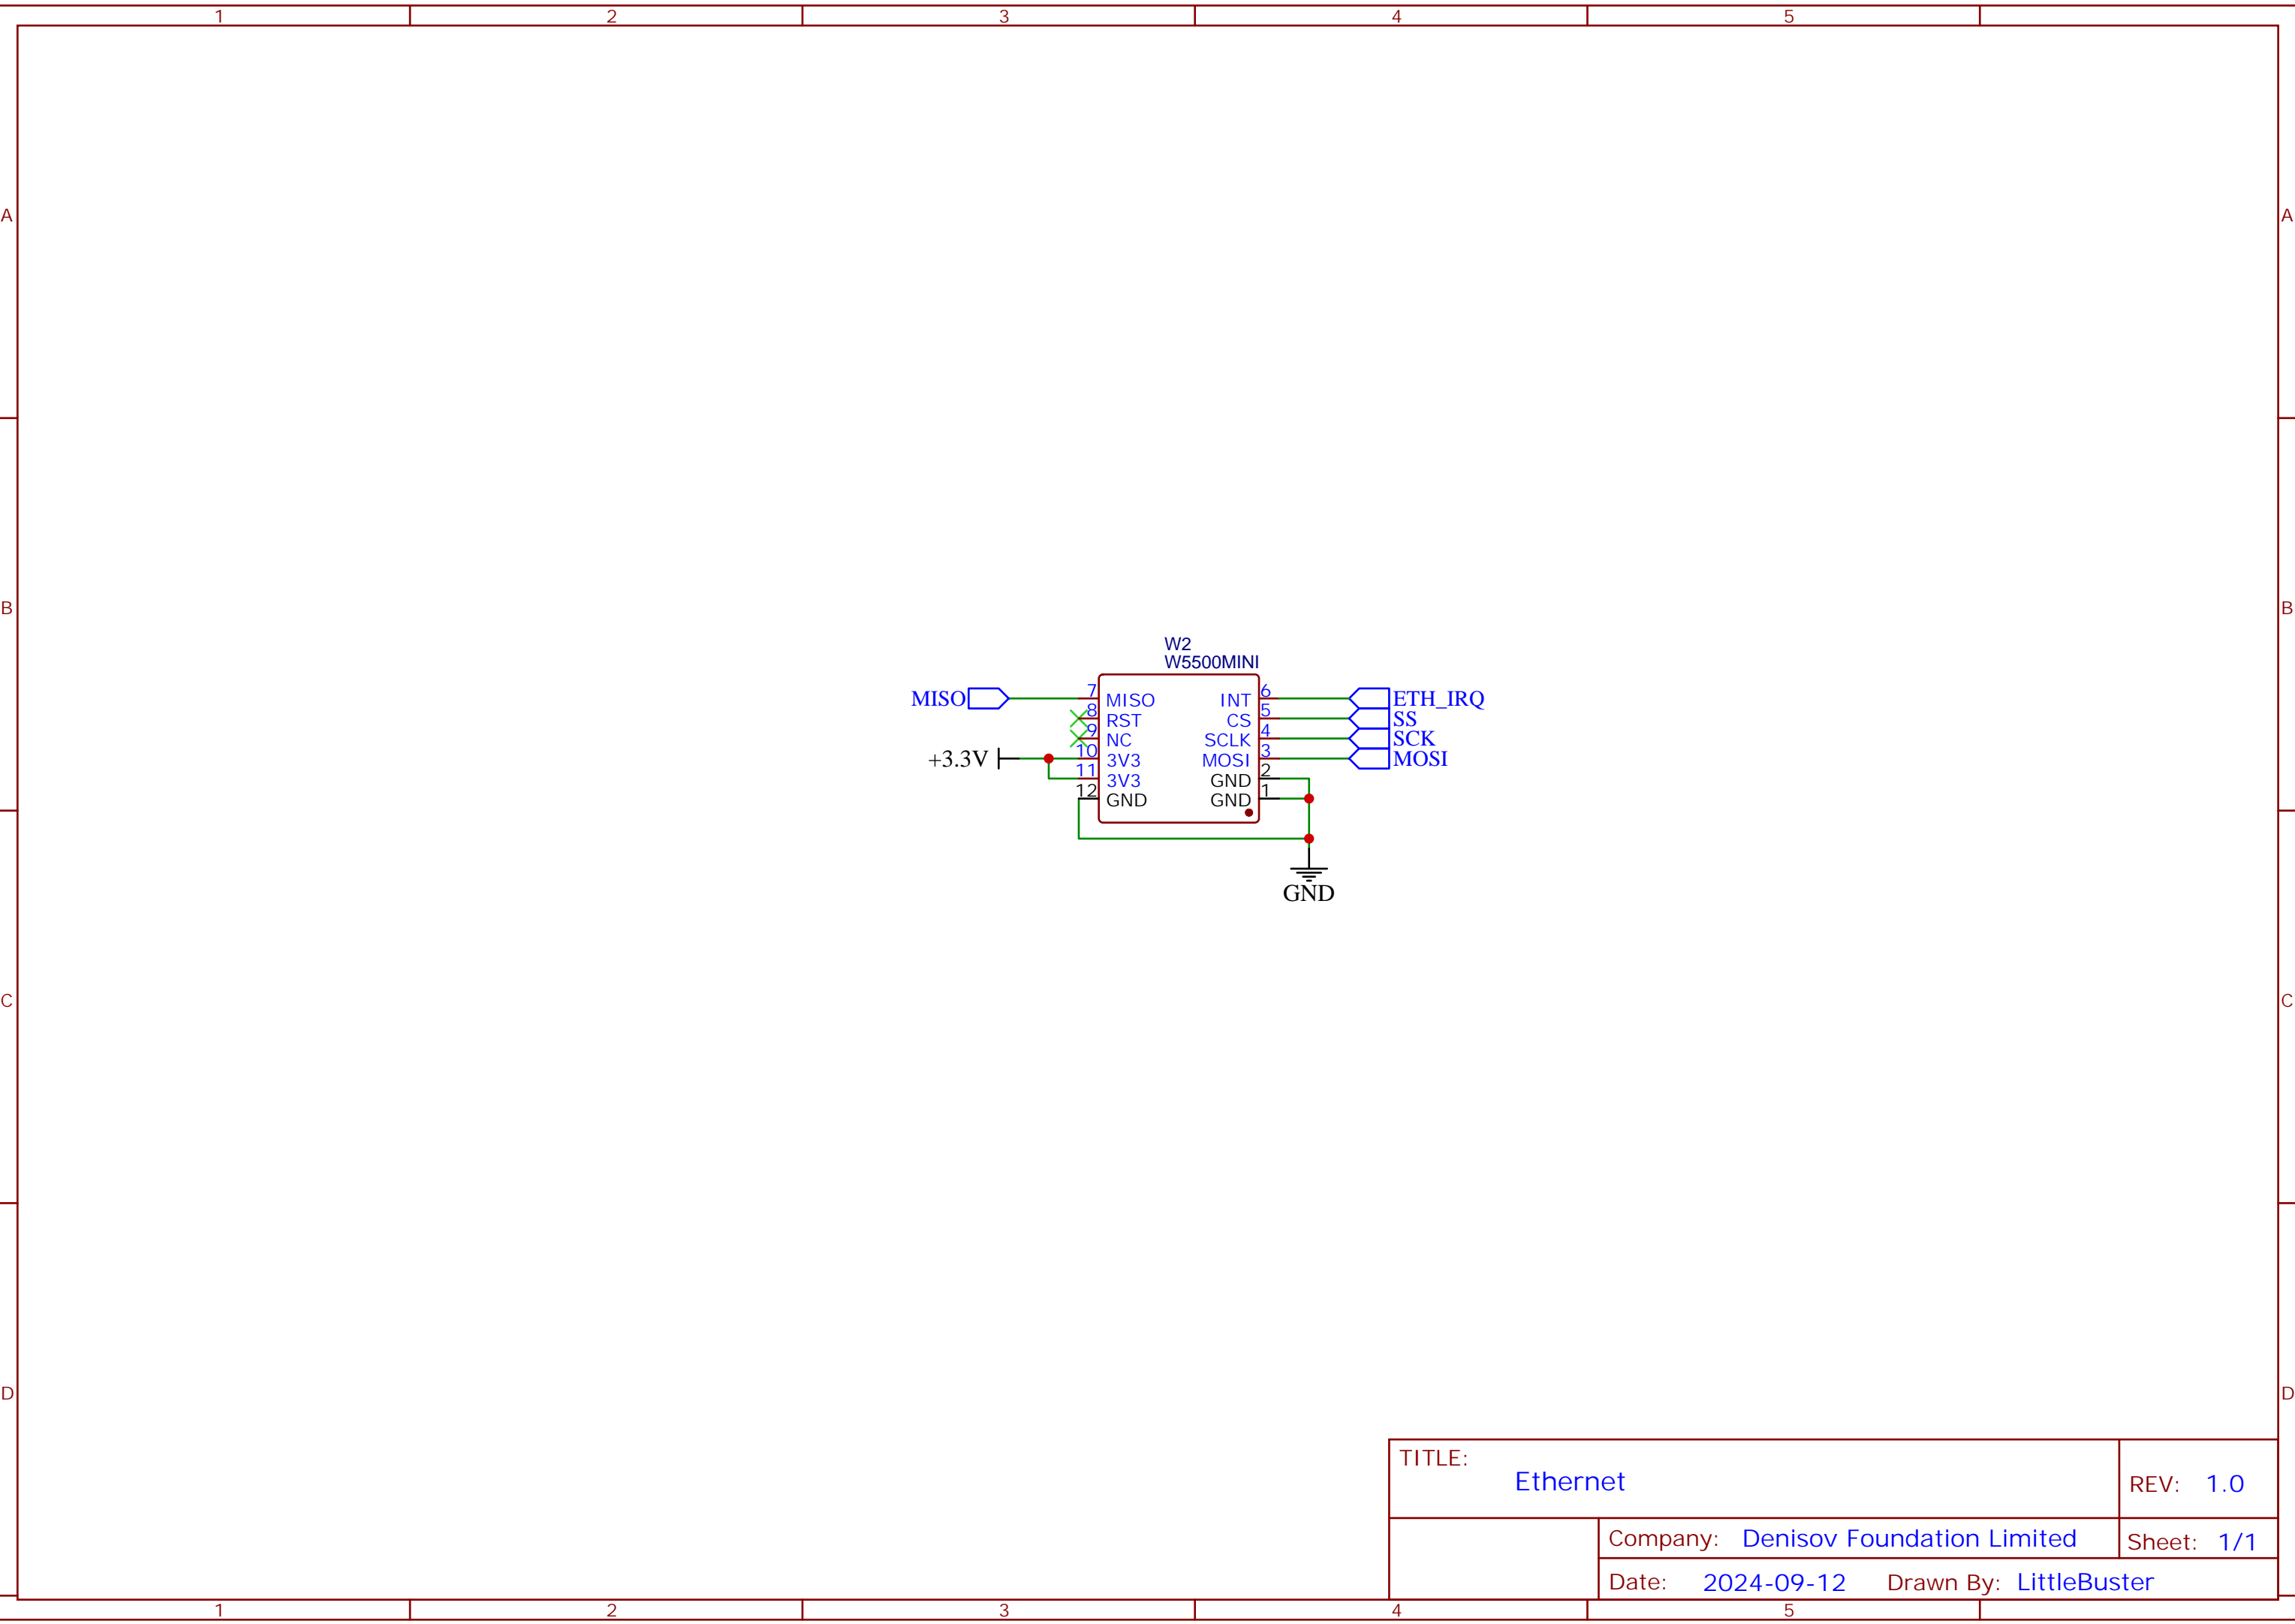 1 2 3 4 5
A A
B B
W2
W5500MINI
MISO 7 MISO INT 6 ETH_IRQ
8 RST CS 5 SS
9 NC SCLK 4 SCK
+3.3V 10 3V3 MOSI 3 MOSI
11 3V3 GND 2
12 GND GND 1
GND
C C
D D
TITLE:
Ethernet
REV: 1.0
Company: Denisov Foundation Limited Sheet: 1/1
Date: 2024-09-12 Drawn By: LittleBuster
1 2 3 4 5